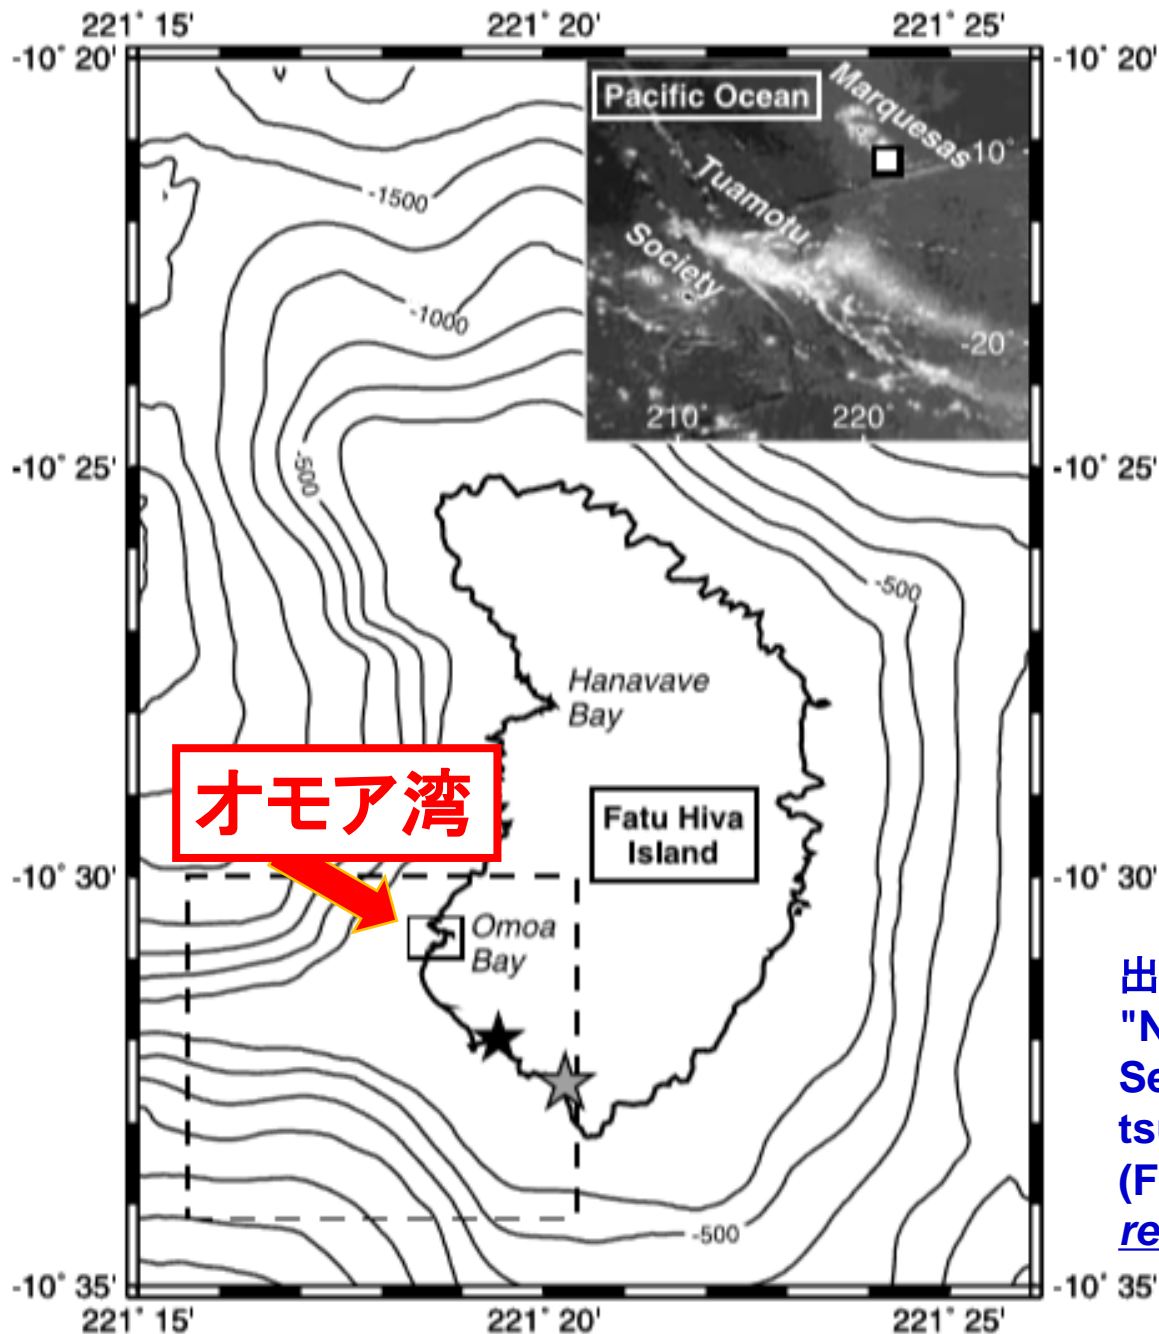 221° 15'
221° 20'
221° 25'
-10° 20'
-10° 20'
Pacific Ocean
Marquesas
-10°
Tuamotu
Society
-20°
210°
220°
-1500
-1000
-500
-10° 25'
-10° 25'
-500
Hanavave
Bay
オモア湾
Fatu Hiva
Island
-10° 30'
-10° 30'
Omoa
Bay
出
"N
Se
tsu
(F
re
-500
-10° 35'
-10° 35'
221° 15'
221° 20'
221° 25'